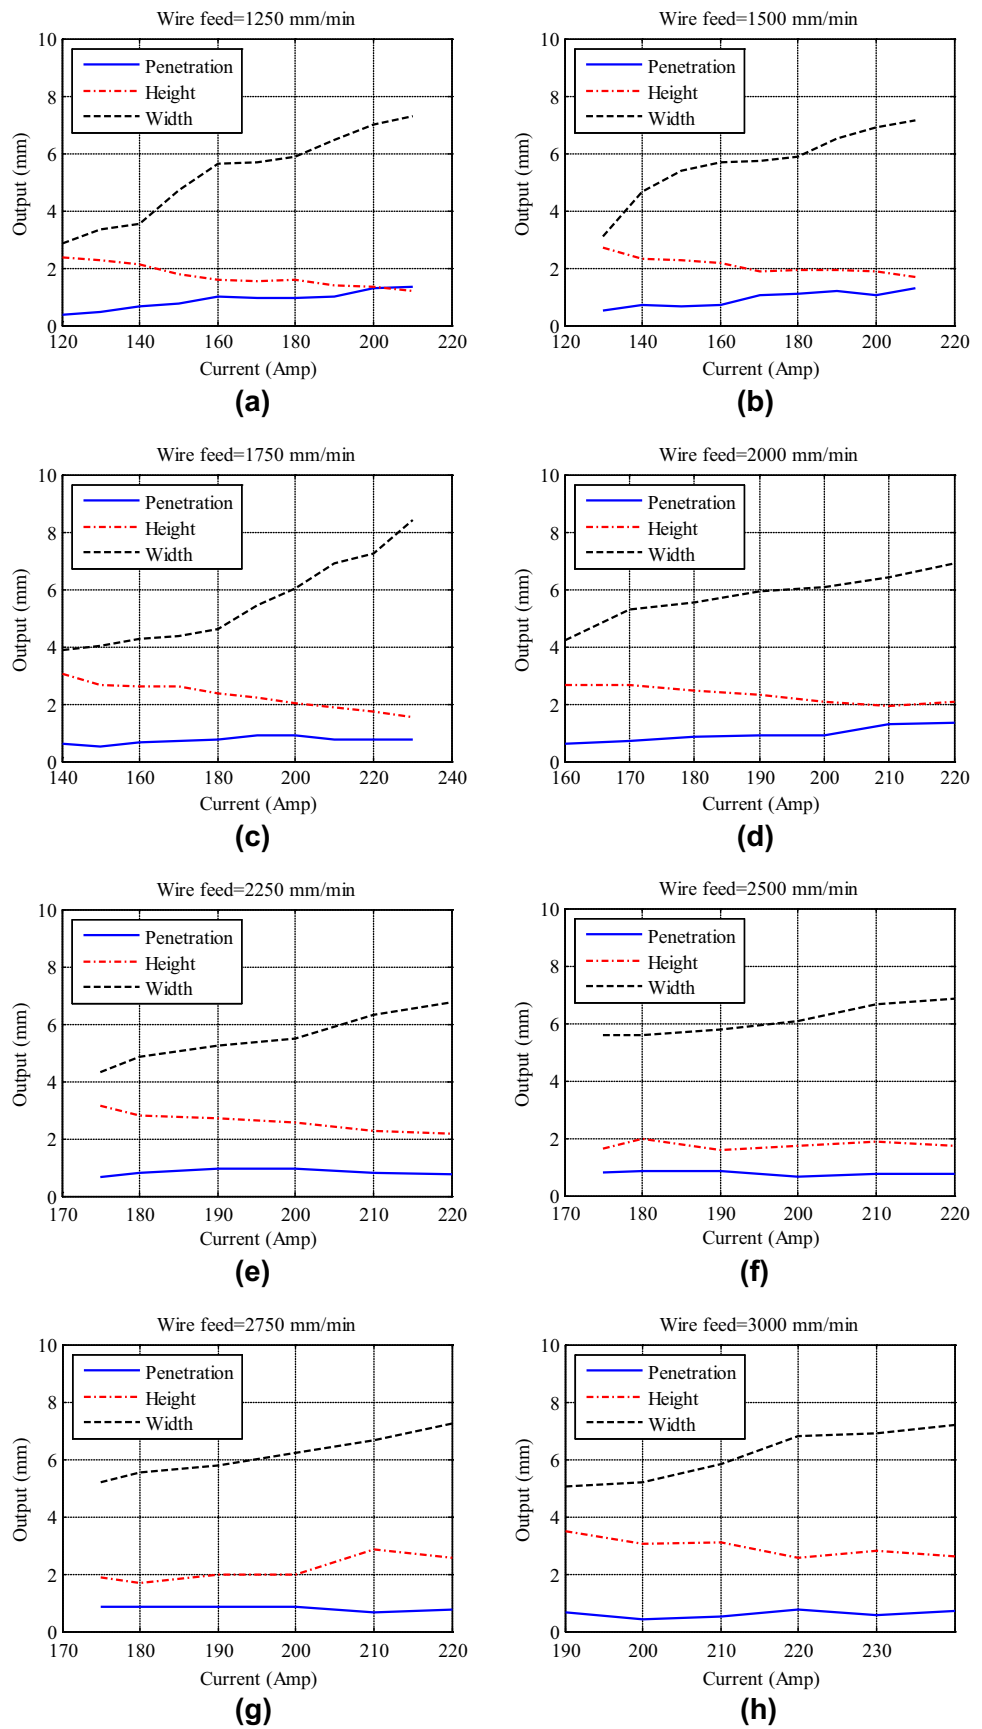 Wire feed=1250 mm/min
10
8
6
4
2
0
Output (mm)
Penetration
Height
Width
120 140 160 180 200 220
Current (Amp)
(a)
Wire feed=1500 mm/min
10
8
6
4
2
0
Output (mm)
Penetration
Height
Width
120 140 160 180 200 220
Current (Amp)
(b)
Wire feed=1750 mm/min
10
8
6
4
2
0
Output (mm)
Penetration
Height
Width
140 160 180 200 220 240
Current (Amp)
(c)
Wire feed=2000 mm/min
10
8
6
4
2
0
Output (mm)
Penetration
Height
Width
160 170 180 190 200 210 220
Current (Amp)
(d)
Wire feed=2250 mm/min
10
8
6
4
2
0
Output (mm)
Penetration
Height
Width
170 180 190 200 210 220
Current (Amp)
(e)
Wire feed=2500 mm/min
10
8
6
4
2
0
Output (mm)
Penetration
Height
Width
170 180 190 200 210 220
Current (Amp)
(f)
Wire feed=2750 mm/min
10
8
6
4
2
0
Output (mm)
Penetration
Height
Width
170 180 190 200 210 220
Current (Amp)
(g)
Wire feed=3000 mm/min
10
8
6
4
2
0
Output (mm)
Penetration
Height
Width
190 200 210 220 230
Current (Amp)
(h)